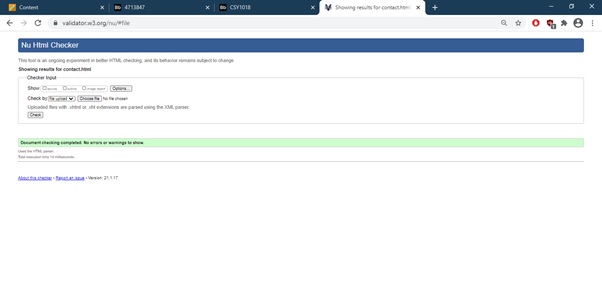 Content
4713847
CSY1018
Showing results for contact.html
validator.w3.org/nu/#file
Nu Html Checker
This tool is an ongoing experiment in better HTML checking, and its behavior remains subject to change
Showing results for contact.html
Checker Input
Show source outline image report Options...
Check by file upload Choose file No file chosen
Uploaded files with .xhtml or .xht extensions are parsed using the XML parser.
Check
Document checking completed. No errors or warnings to show.
Used the HTML parser.
Total execution time 14 milliseconds.
About this checker • Report an issue • Version: 21.1.17